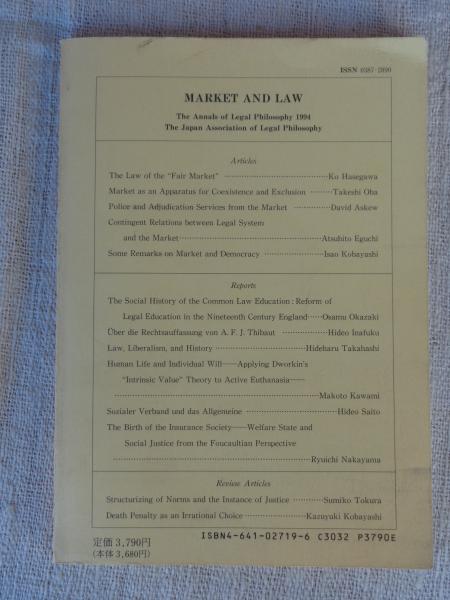 ISSN 0387-2890
MARKET AND LAW
The Annals of Legal Philosophy 1994
The Japan Association of Legal Philosophy
Articles
The Law of the “Fair Market” ……………………………Ko Hasegawa
Market as an Apparatus for Coexistence and Exclusion ………Takeshi Oba
Police and Adjudication Services from the Market ……………David Askew
Contingent Relations between Legal System
and the Market……………………………………………Atsuhito Eguchi
Some Remarks on Market and Democracy ………………Isao Kobayashi
Reports
The Social History of the Common Law Education : Reform of
Legal Education in the Nineteenth Century England……Osamu Okazaki
Über die Rechtsauffassung von A. F. J. Thibaut ………………Hideo Inafuku
Law, Liberalism, and History ………………………Hideharu Takahashi
Human Life and Individual Will——Applying Dworkin's
“Intrinsic Value” Theory to Active Euthanasia——
………………………………………………………………Makoto Kawami
Sozialer Verband und das Allgemeine ……………………………Hideo Saito
The Birth of the Insurance Society——Welfare State and
Social Justice from the Foucaultian Perspective
………………………………………………………………Ryuichi Nakayama
Review Articles
Structurizing of Norms and the Instance of Justice …………Sumiko Tokura
Death Penalty as an Irrational Choice ………………Kazuyuki Kobayashi
ISBN4-641-02719-6 C3032 P3790E
定価 3,790円
(本体 3,680円)